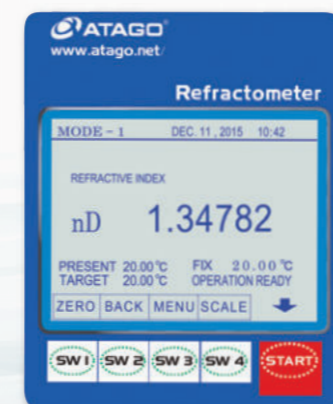 ATAGO®
www.atago.net/
Refractometer
MODE－1 DEC. 11 , 2015 10:42
REFRACTIVE INDEX
nD 1.34782
PRESENT 20.00℃ FIX 20.00℃
TARGET 20.00℃ OPERATION READY
ZERO BACK MENU SCALE
SW 1 SW 2 SW 3 SW 4 START